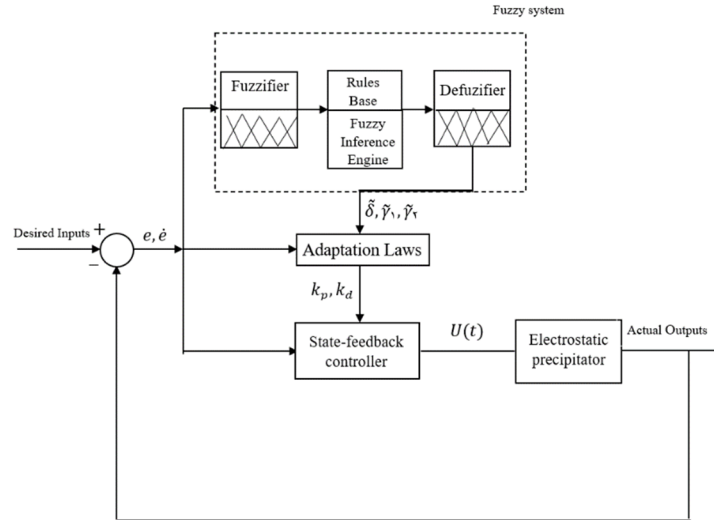 Fuzzy system
Fuzzifier
Rules
Base
Fuzzy
Inference
Engine
Defuzifier
δ̃, γ̃۱, γ̃۲
Desired Inputs
+
−
e, ė
Adaptation Laws
kₚ, k_d
State-feedback
controller
U(t)
Electrostatic
precipitator
Actual Outputs